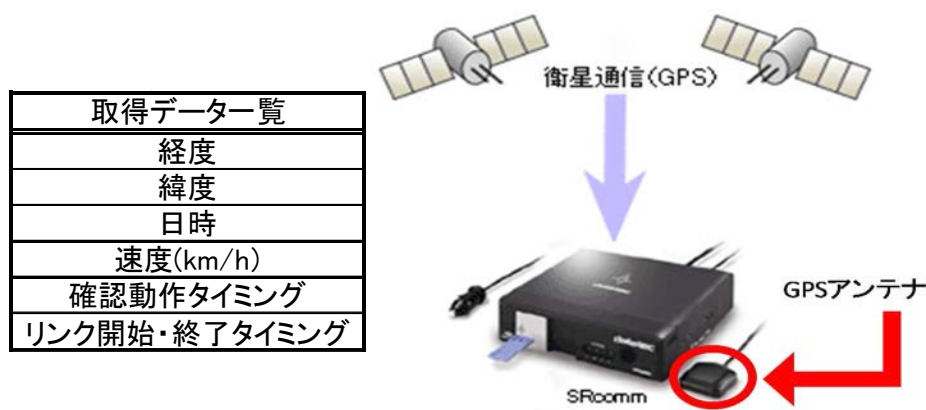 取得データ一覧
経度
緯度
日時
速度(km/h)
確認動作タイミング
リンク開始・終了タイミング
衛星通信(GPS)
GPSアンテナ
SRcomm